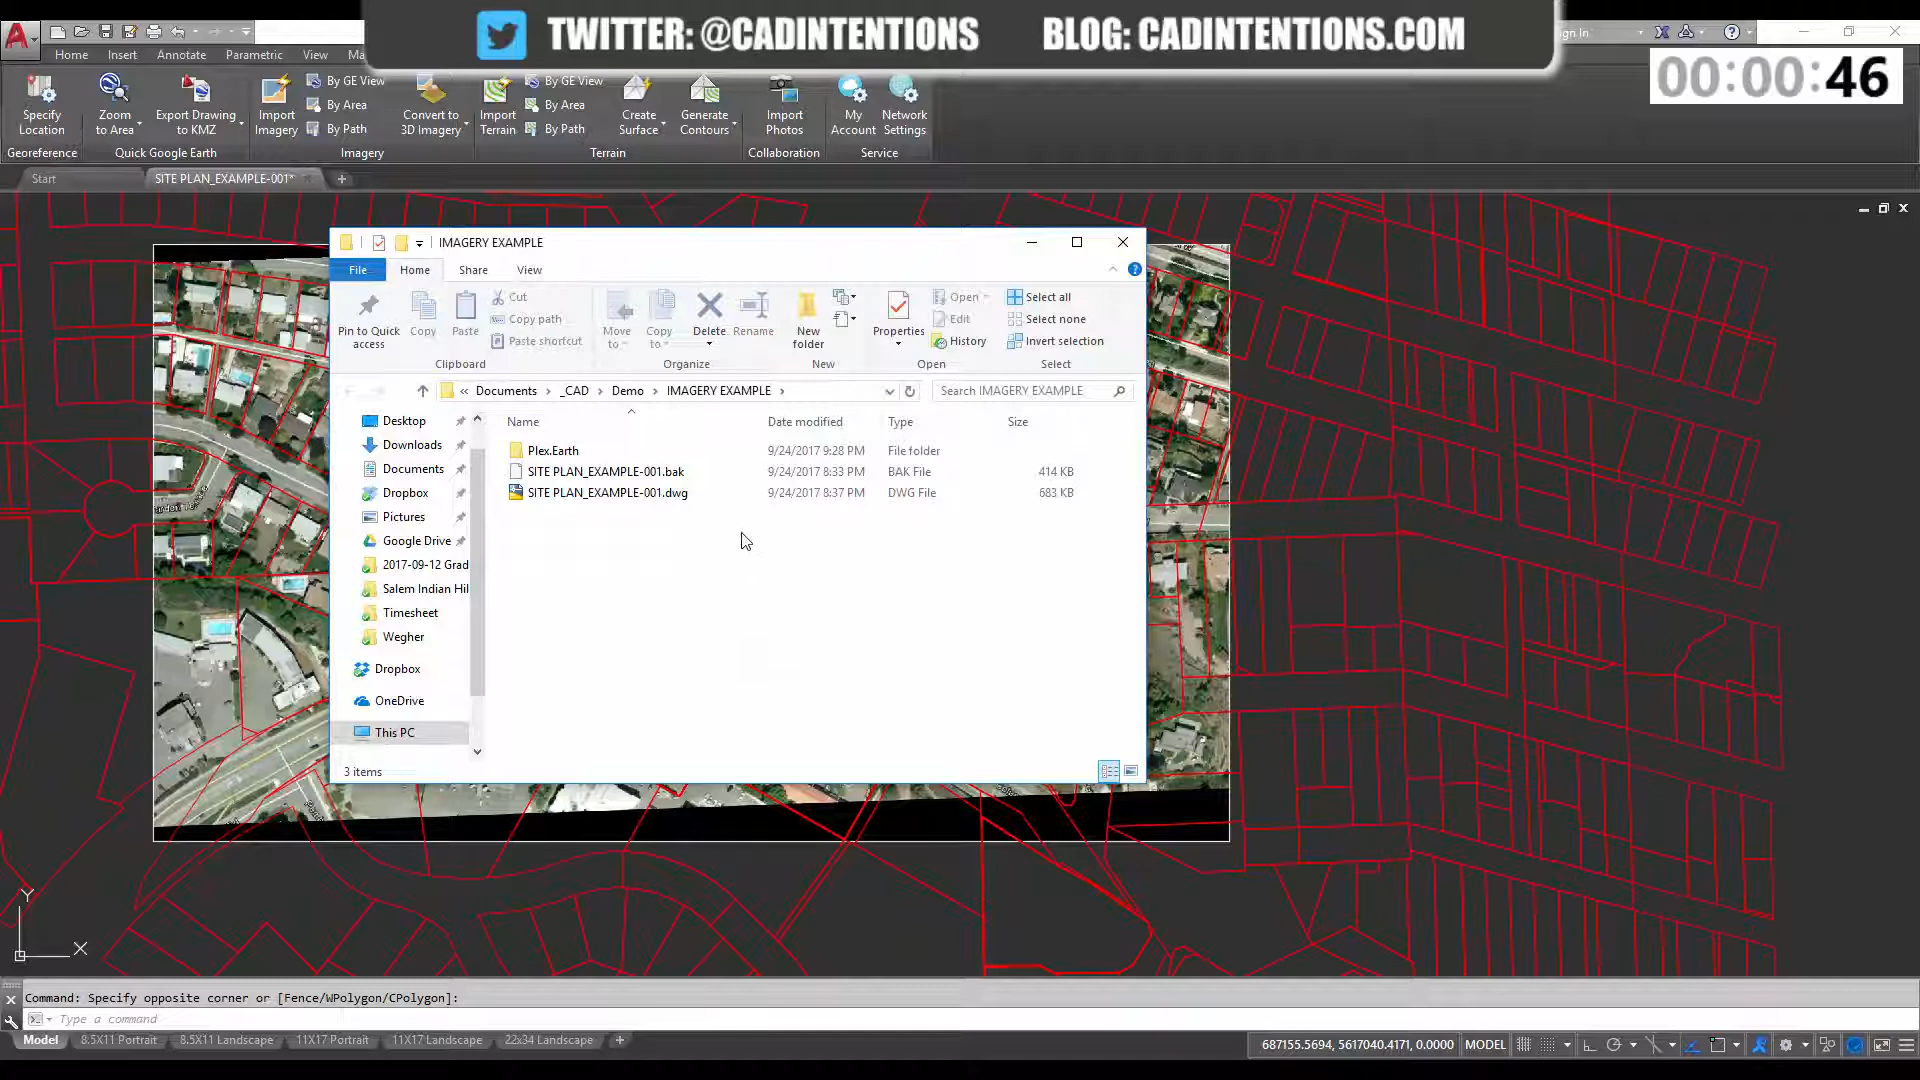 TWITTER: @CADINTENTIONS BLOG: CADINTENTIONS.COM
00:00:46
Home Insert Annotate Parametric View Ma
Specify Location
Zoom to Area
Export Drawing to KMZ
Import Imagery
By GE View
By Area
By Path
Convert to 3D Imagery
Import Terrain
By GE View
By Area
By Path
Create Surface
Generate Contours
Import Photos
My Account
Network Settings
Georeference Quick Google Earth Imagery Terrain Collaboration Service
Start SITE PLAN_EXAMPLE-001*
IMAGERY EXAMPLE
File Home Share View
Pin to Quick access
Copy
Paste
Cut
Copy path
Paste shortcut
Move to
Copy to
Delete
Rename
New folder
Properties
Open
Edit
History
Select all
Select none
Invert selection
Clipboard Organize New Open Select
« Documents › _CAD › Demo › IMAGERY EXAMPLE ›
Search IMAGERY EXAMPLE
Name Date modified Type Size
Plex.Earth 9/24/2017 9:28 PM File folder
SITE PLAN_EXAMPLE-001.bak 9/24/2017 8:33 PM BAK File 414 KB
SITE PLAN_EXAMPLE-001.dwg 9/24/2017 8:37 PM DWG File 683 KB
Desktop
Downloads
Documents
Dropbox
Pictures
Google Drive
2017-09-12 Grad
Salem Indian Hil
Timesheet
Wegher
Dropbox
OneDrive
This PC
3 items
Y
X
Command: Specify opposite corner or [Fence/WPolygon/CPolygon]:
Type a command
Model 8.5X11 Portrait 8.5X11 Landscape 11X17 Portrait 11X17 Landscape 22x34 Landscape +
687155.5694, 5617040.4171, 0.0000 MODEL